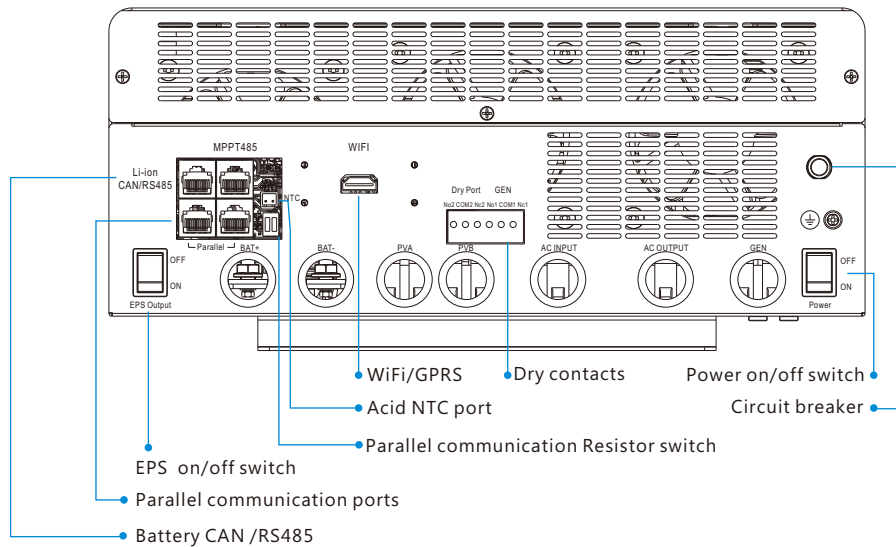 MPPT485
WIFI
Li-ion
CAN/RS485
NTC
Dry Port GEN
No2 COM2 Nc2 No1 COM1 Nc1
Parallel
BAT+
BAT-
PVA
PVB
AC INPUT
AC OUTPUT
GEN
OFF
ON
EPS Output
OFF
ON
Power
WiFi/GPRS
Dry contacts
Power on/off switch
Acid NTC port
Circuit breaker
Parallel communication Resistor switch
EPS on/off switch
Parallel communication ports
Battery CAN /RS485